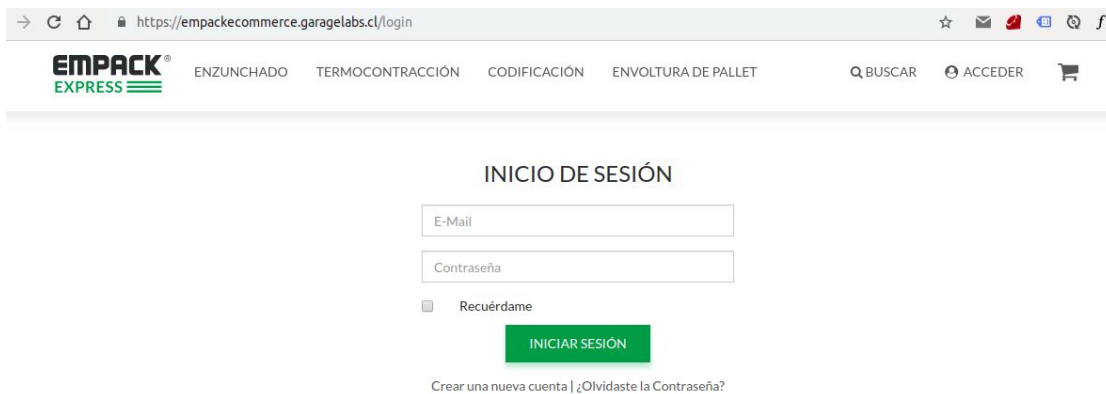 https://empackecommerce.garagelabs.cl/login
EMPACK®
EXPRESS
ENZUNCHADO TERMOCONTRACCIÓN CODIFICACIÓN ENVOLTURA DE PALLET BUSCAR ACCEDER
INICIO DE SESIÓN
E-Mail
Contraseña
Recuérdame
INICIAR SESIÓN
Crear una nueva cuenta | ¿Olvidaste la Contraseña?